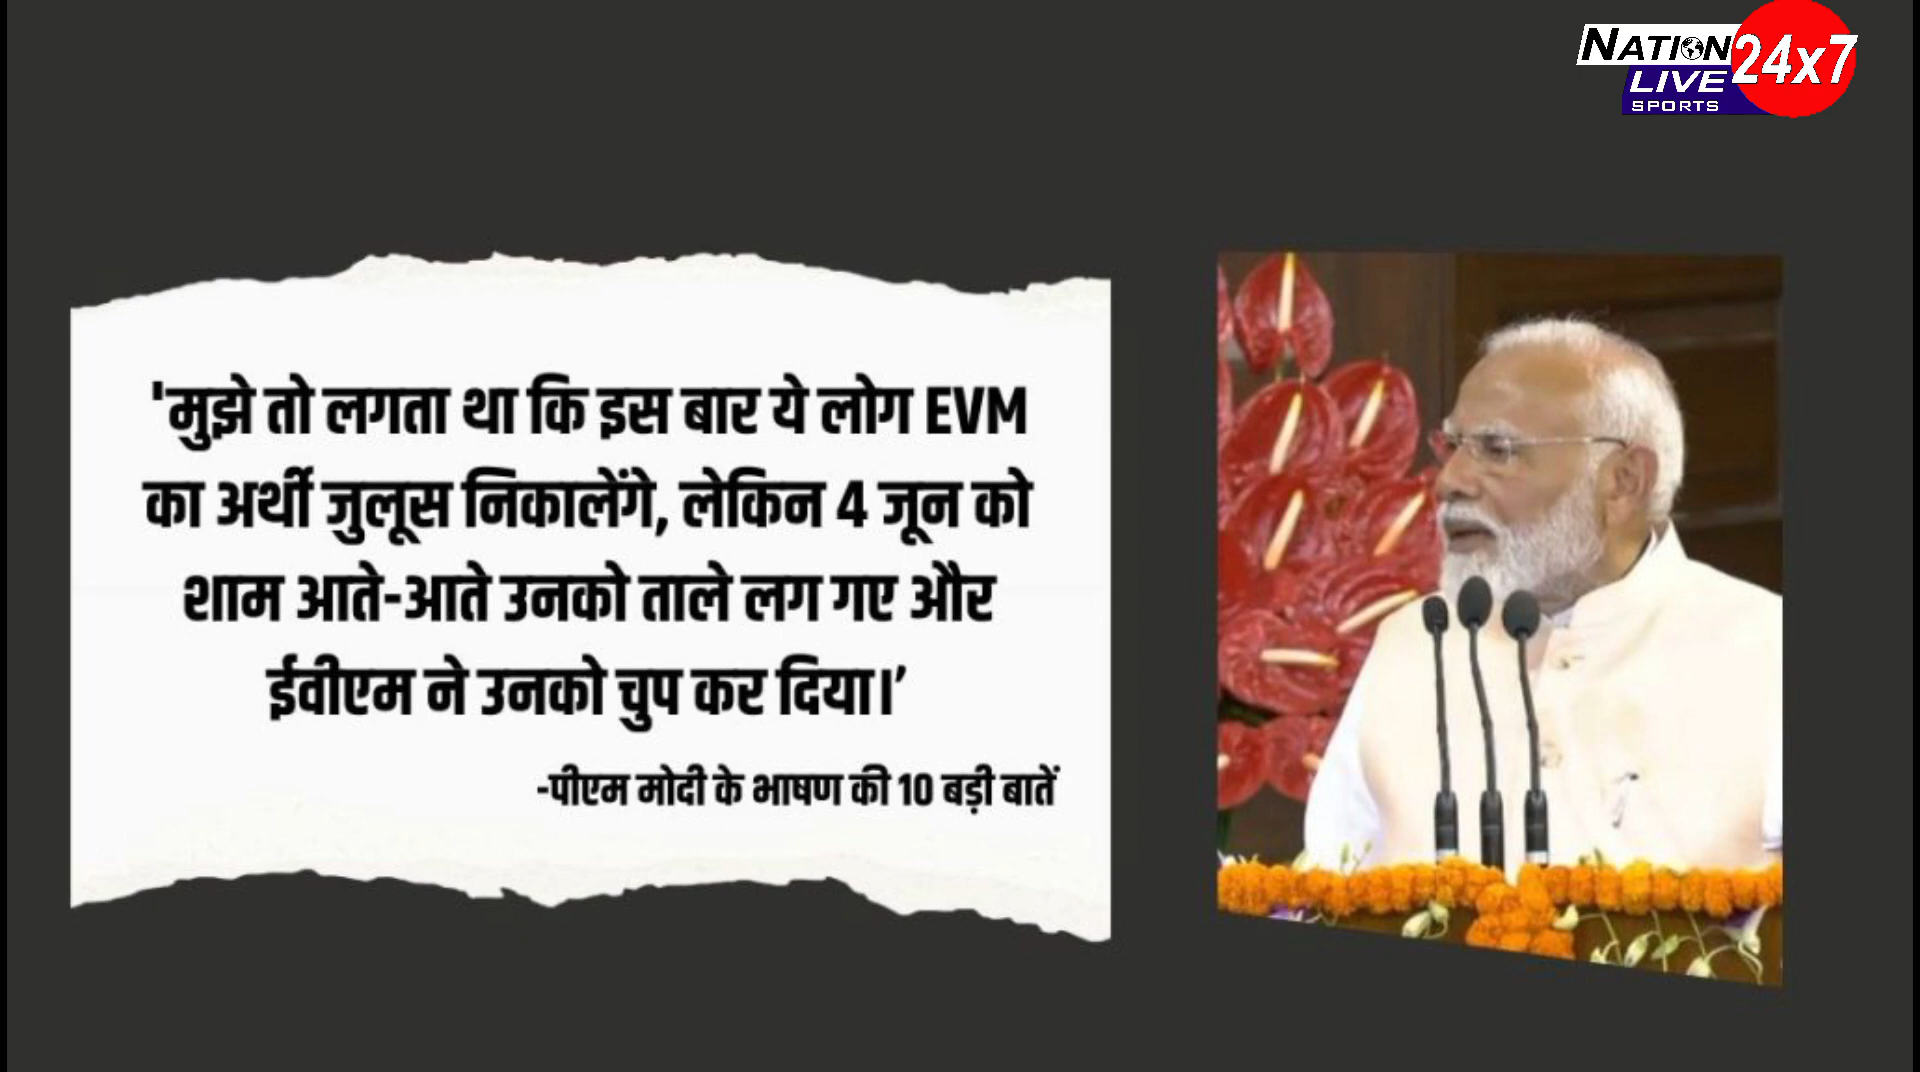 NATION
LIVE 24x7
SPORTS
'मुझे तो लगता था कि इस बार ये लोग EVM
का अर्थी जुलूस निकालेंगे, लेकिन 4 जून को
शाम आते-आते उनको ताले लग गए और
ईवीएम ने उनको चुप कर दिया।’
-पीएम मोदी के भाषण की 10 बड़ी बातें